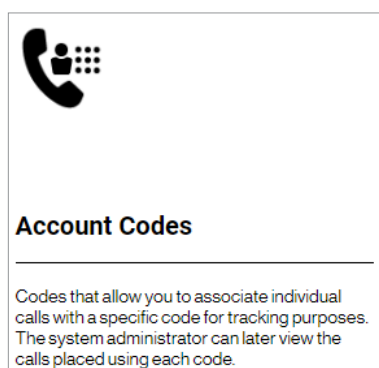 Account Codes
Codes that allow you to associate individual
calls with a specific code for tracking purposes.
The system administrator can later view the
calls placed using each code.